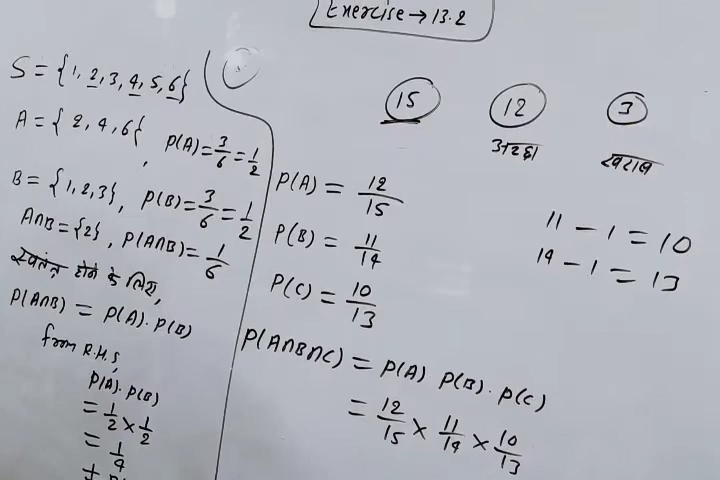 Exercise → 13.2
S = {1, 2, 3, 4, 5, 6}
A = {2, 4, 6}, P(A) = 3/6 = 1/2
B = {1, 2, 3}, P(B) = 3/6 = 1/2
A∩B = {2}, P(A∩B) = 1/6
स्वतंत्र होने के लिए,
P(A∩B) = P(A). P(B)
from R.H.S,
P(A). P(B)
= 1/2 × 1/2
= 1/4
15 12 3
अच्छा खराब
P(A) = 12/15
P(B) = 11/14
P(C) = 10/13
11 - 1 = 10
14 - 1 = 13
P(A∩B∩C) = P(A) P(B). P(C)
= 12/15 × 11/14 × 10/13